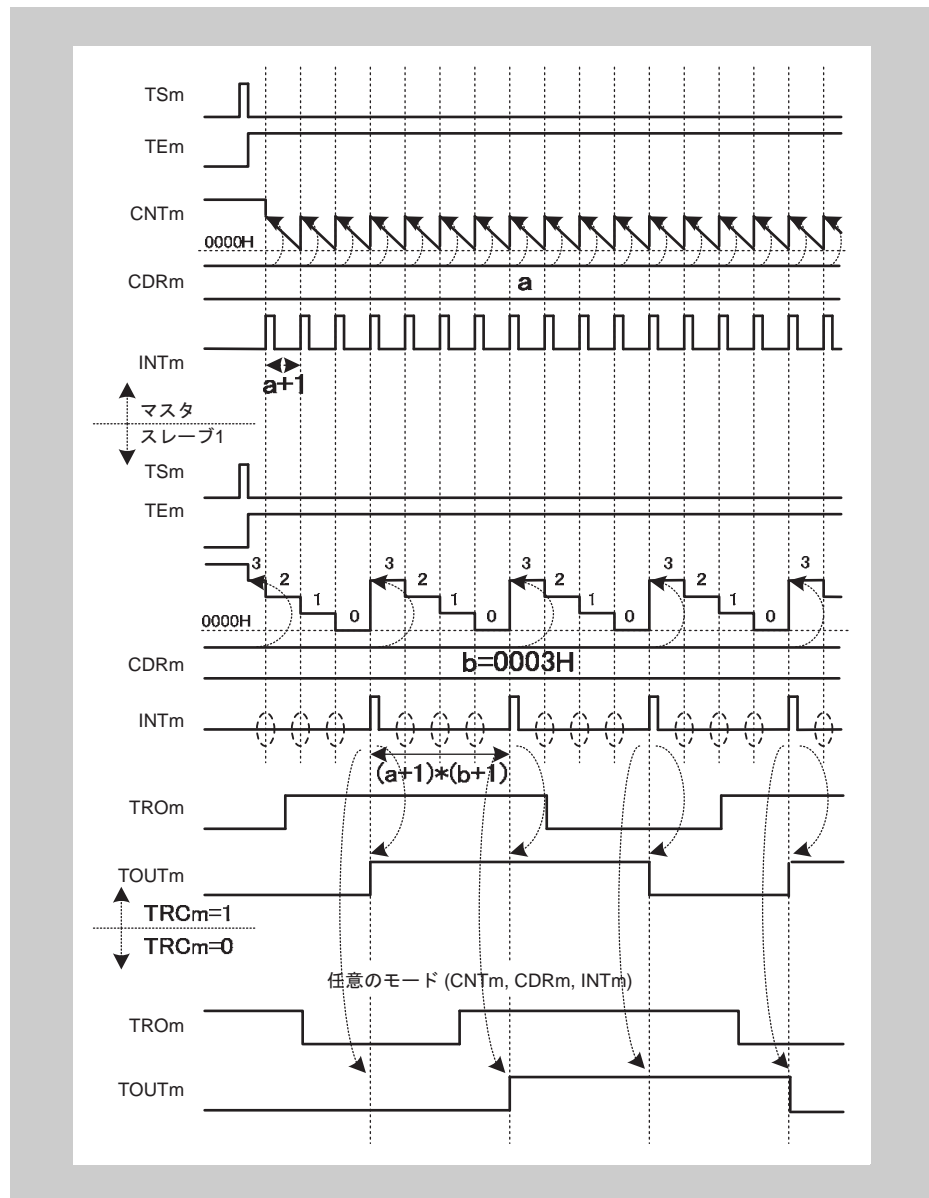 TSm
TEm
CNTm
0000H
CDRm
a
INTm
a+1
マスタ
スレーブ1
TSm
TEm
3 2 1 0 3 2 1 0 3 2 1 0 3 2 1 0 3
0000H
CDRm
b=0003H
INTm
(a+1)*(b+1)
TROm
TOUTm
TRCm=1
TRCm=0
任意のモード (CNTm, CDRm, INTm)
TROm
TOUTm